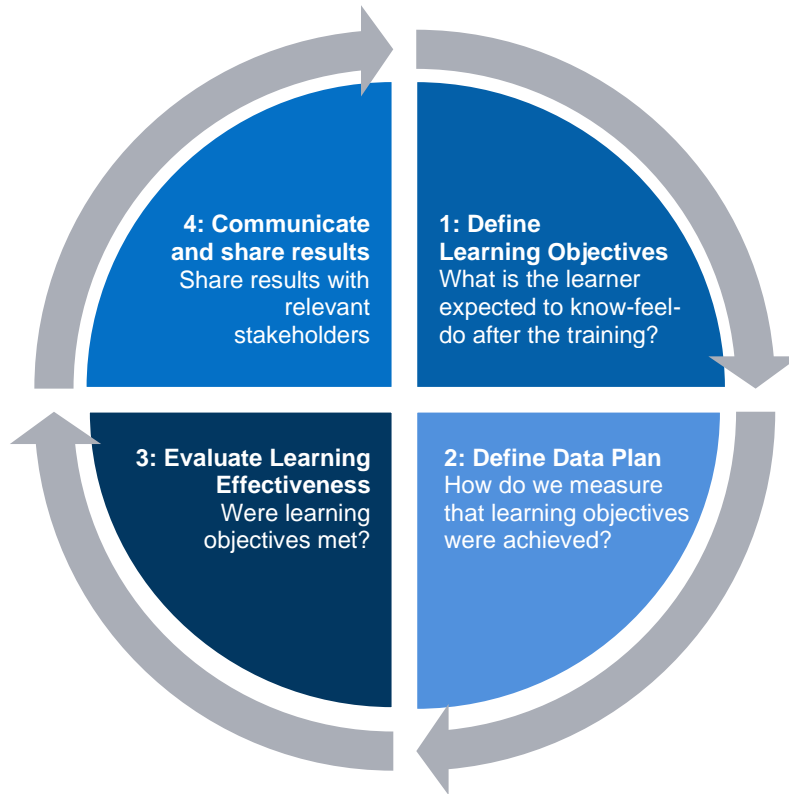 1: Define
Learning Objectives
What is the learner
expected to know-feel-
do after the training?
2: Define Data Plan
How do we measure
that learning objectives
were achieved?
3: Evaluate Learning
Effectiveness
Were learning
objectives met?
4: Communicate
and share results
Share results with
relevant
stakeholders